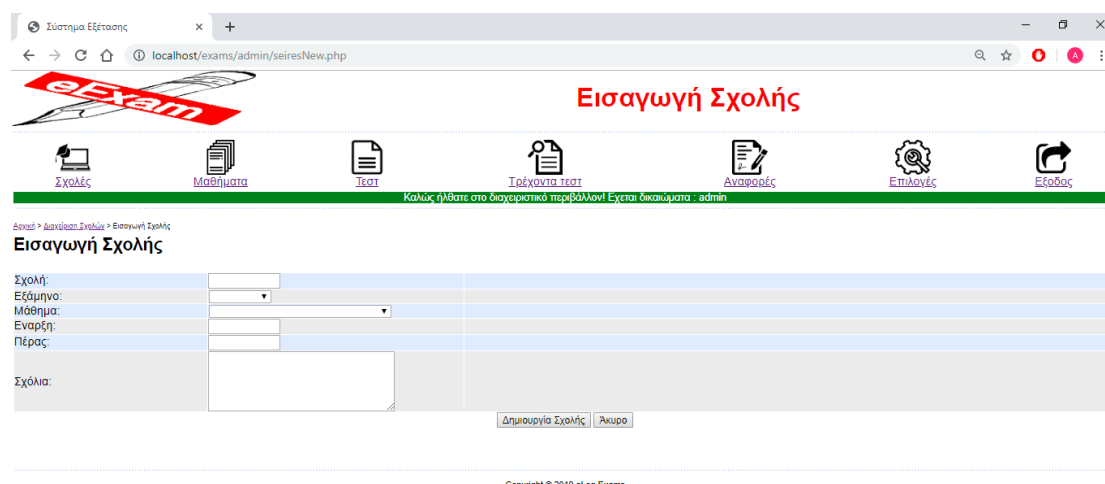 Σύστημα Εξέτασης
localhost/exams/admin/seiresNew.php
A
eExam
Εισαγωγή Σχολής
Σχολές Μαθήματα Τεστ Τρέχοντα τεστ Αναφορές Επιλογές Εξοδος
Καλώς ήλθατε στο διαχειριστικό περιβάλλον! Εχεται δικαιώματα : admin
Αρχική > Διαχείριση Σχολών > Εισαγωγή Σχολής
Εισαγωγή Σχολής
Σχολή:
Εξάμηνο:
Μάθημα:
Εναρξη:
Πέρας:
Σχόλια:
Δημιουργία Σχολής Άκυρο